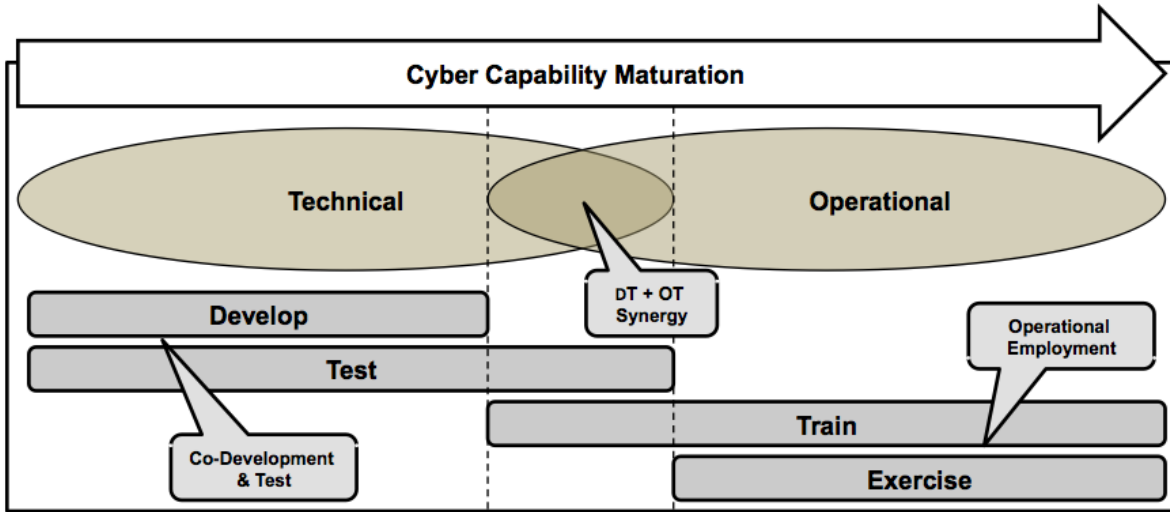 Cyber Capability Maturation
Technical
Operational
DT + OT
Synergy
Develop
Operational
Employment
Test
Train
Co-Development
& Test
Exercise